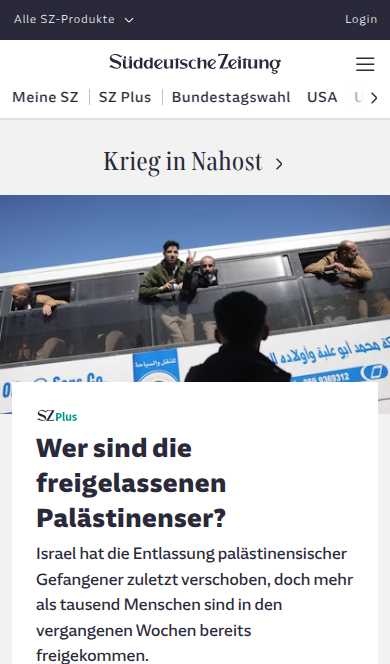 Alle SZ-Produkte
Login
Süddeutsche Zeitung
Meine SZ
SZ Plus
Bundestagswahl
USA
Krieg in Nahost
للنقل والسياحة
SZ Plus
Wer sind die
freigelassenen
Palästinenser?
Israel hat die Entlassung palästinensischer
Gefangener zuletzt verschoben, doch mehr
als tausend Menschen sind in den
vergangenen Wochen bereits
freigekommen.